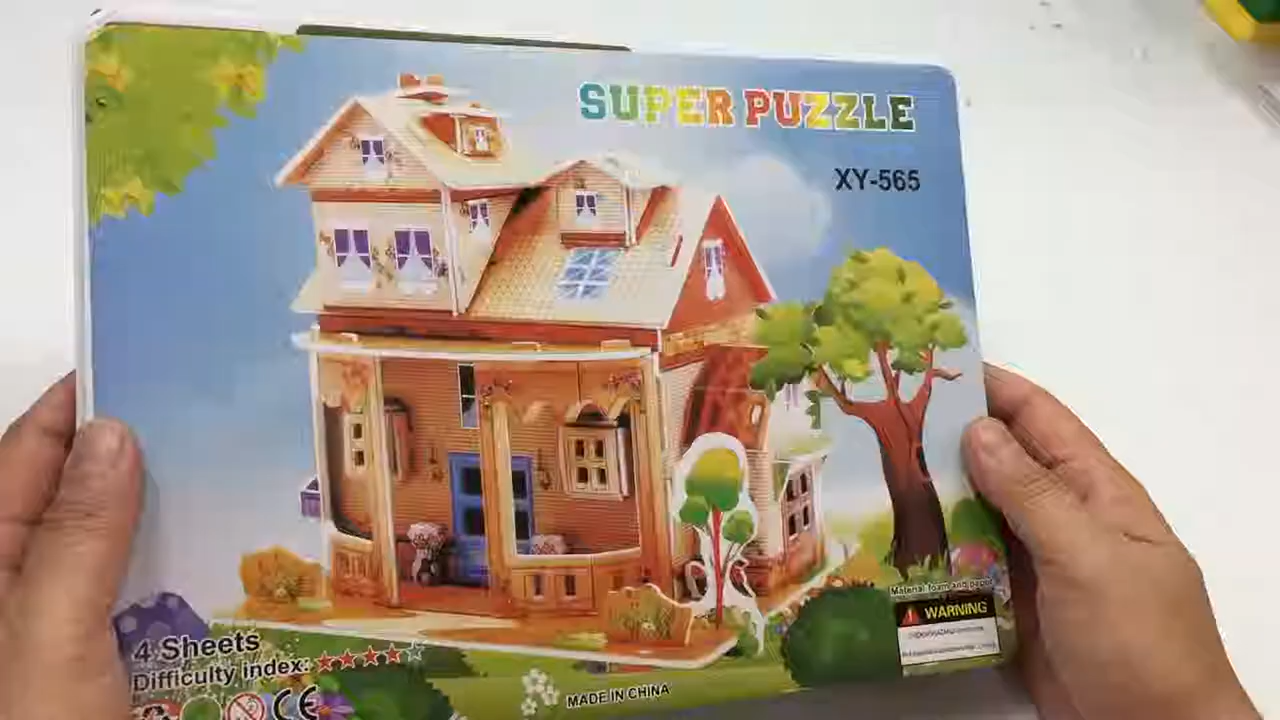 SUPER PUZZLE
XY-565
Material: foam and paper
WARNING
4 Sheets
Difficulty index:
MADE IN CHINA
CE